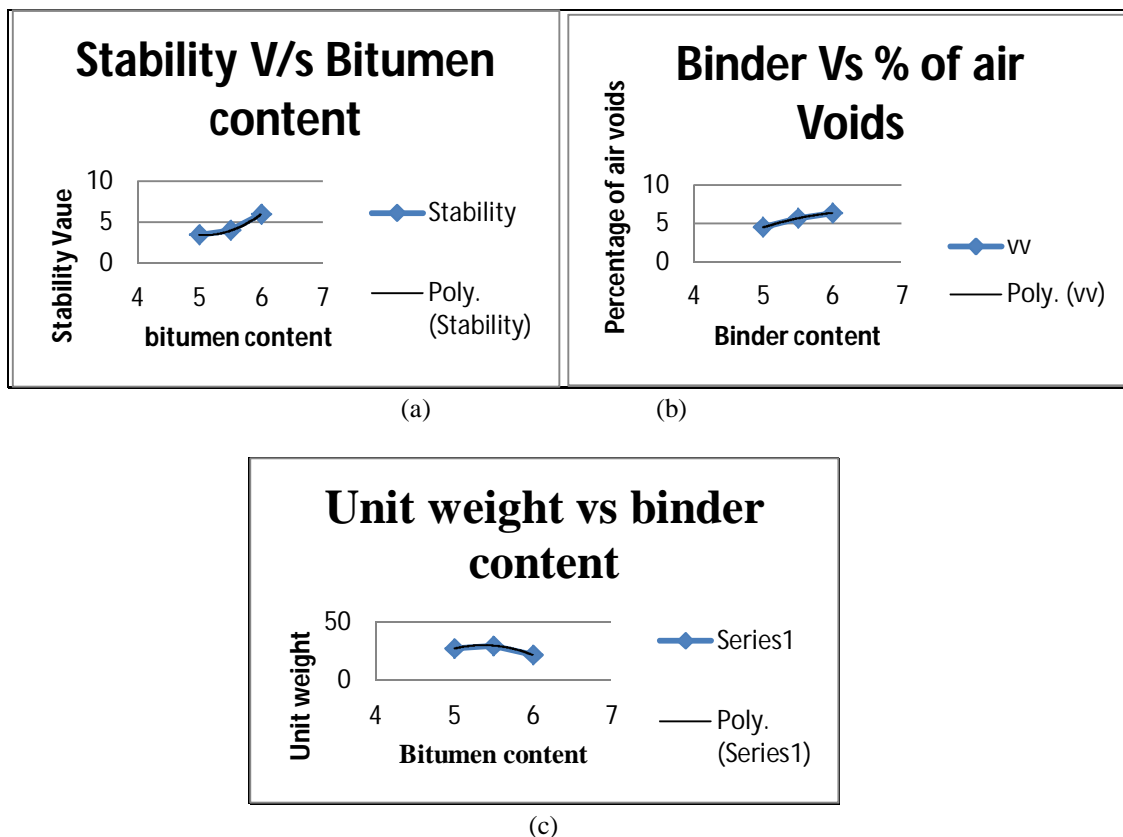 Stability V/s Bitumen
content
Stability Vaue
10
5
0
4 5 6 7
bitumen content
Stability
Poly.
(Stability)
(a)
Binder Vs % of air
Voids
Percentage of air voids
10
5
0
4 5 6 7
Binder content
vv
Poly. (vv)
(b)
Unit weight vs binder
content
Unit weight
50
0
4 5 6 7
Bitumen content
Series1
Poly.
(Series1)
(c)